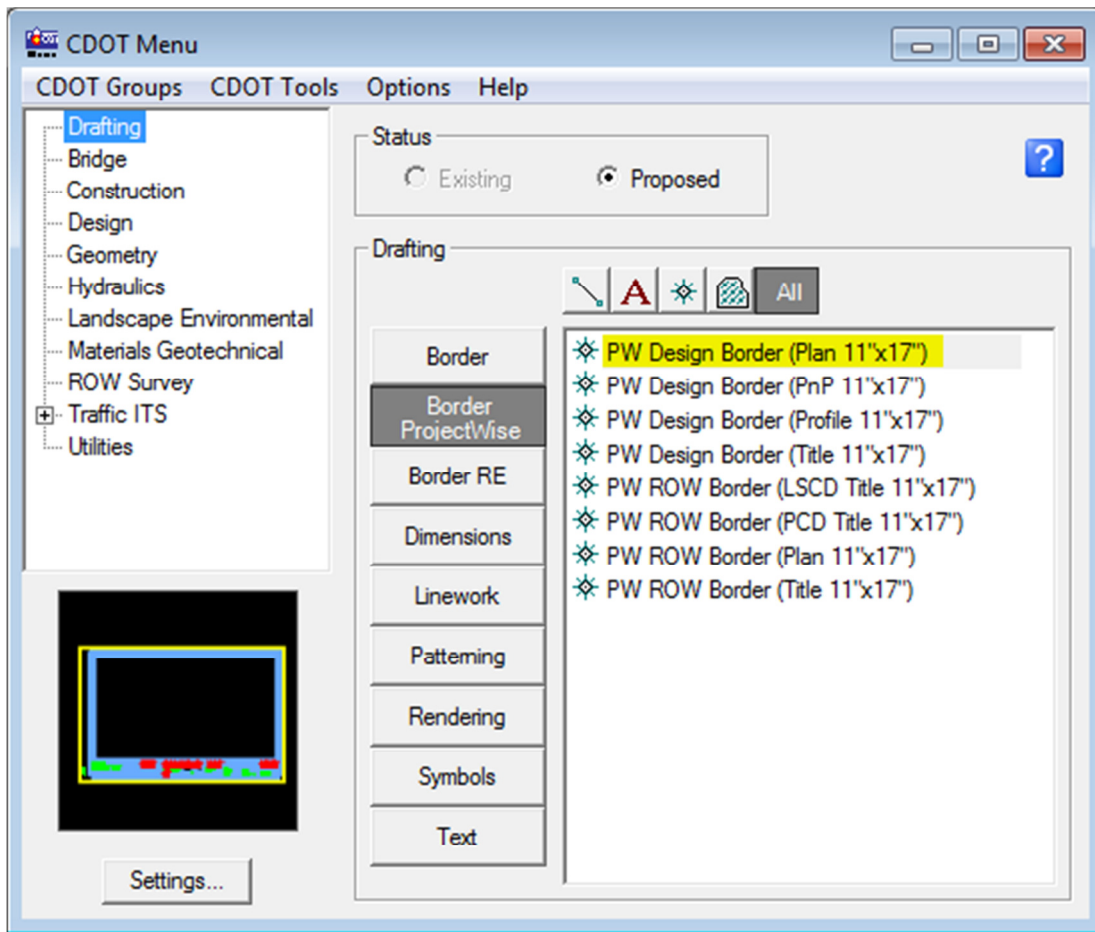 CDOT Menu
CDOT Groups CDOT Tools Options Help
Drafting
Bridge
Construction
Design
Geometry
Hydraulics
Landscape Environmental
Materials Geotechnical
ROW Survey
Traffic ITS
Utilities
Settings...
Status
Existing Proposed
?
Drafting
A All
Border
Border
ProjectWise
Border RE
Dimensions
Linework
Patterning
Rendering
Symbols
Text
PW Design Border (Plan 11"x17")
PW Design Border (PnP 11"x17")
PW Design Border (Profile 11"x17")
PW Design Border (Title 11"x17")
PW ROW Border (LSCD Title 11"x17")
PW ROW Border (PCD Title 11"x17")
PW ROW Border (Plan 11"x17")
PW ROW Border (Title 11"x17")